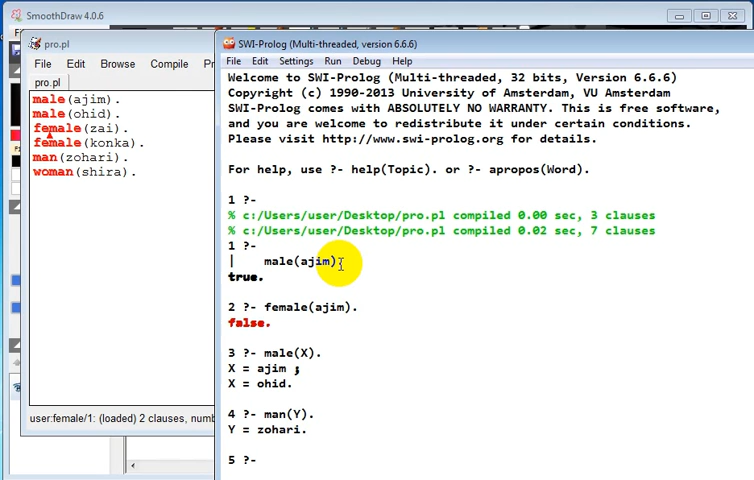 SmoothDraw 4.0.6
pro.pl
File Edit Browse Compile Pr
pro.pl
male(ajim).
male(ohid).
female(zai).
female(konka).
man(zohari).
woman(shira).
user:female/1: (loaded) 2 clauses, numb
SWI-Prolog (Multi-threaded, version 6.6.6)
File Edit Settings Run Debug Help
Welcome to SWI-Prolog (Multi-threaded, 32 bits, Version 6.6.6)
Copyright (c) 1990-2013 University of Amsterdam, VU Amsterdam
SWI-Prolog comes with ABSOLUTELY NO WARRANTY. This is free software,
and you are welcome to redistribute it under certain conditions.
Please visit http://www.swi-prolog.org for details.
For help, use ?- help(Topic). or ?- apropos(Word).
1 ?-
% c:/Users/user/Desktop/pro.pl compiled 0.00 sec, 3 clauses
% c:/Users/user/Desktop/pro.pl compiled 0.02 sec, 7 clauses
1 ?-
| male(ajim).
true.
2 ?- female(ajim).
false.
3 ?- male(X).
X = ajim ;
X = ohid.
4 ?- man(Y).
Y = zohari.
5 ?-